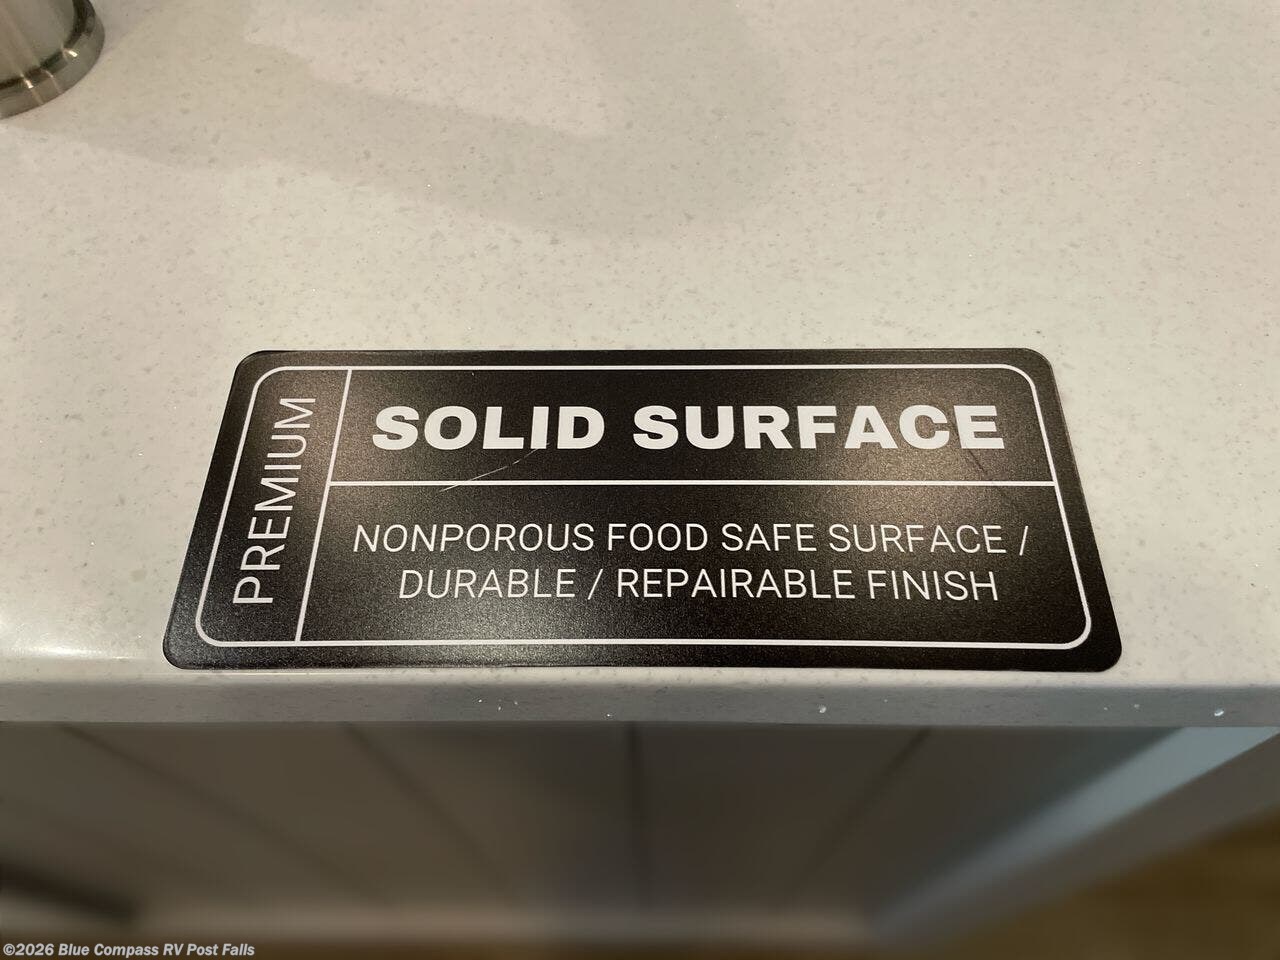 PREMIUM
SOLID SURFACE
NONPOROUS FOOD SAFE SURFACE /
DURABLE / REPAIRABLE FINISH
©2026 Blue Compass RV Post Falls